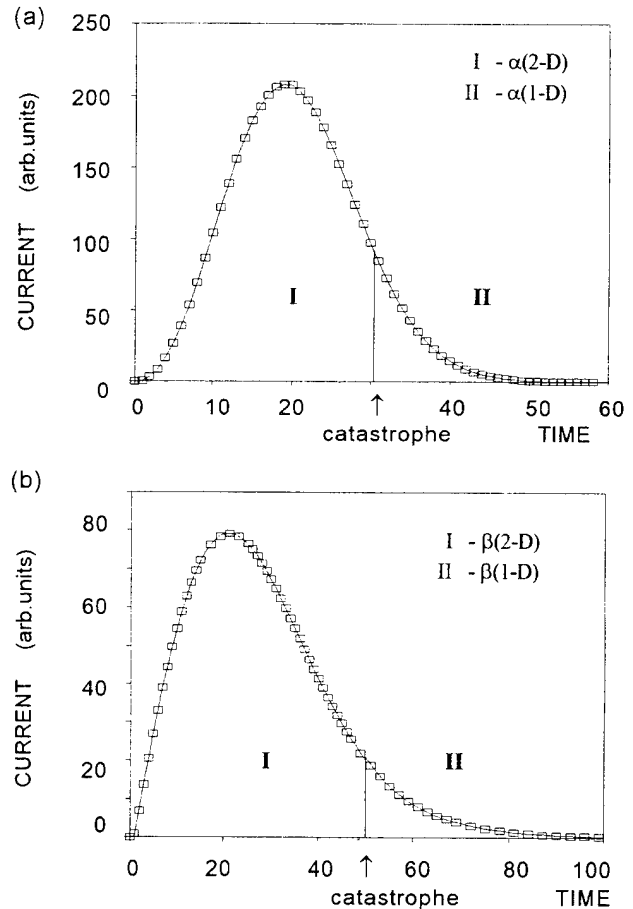 (a)
250
200
150
100
50
0
CURRENT (arb.units)
I - α(2-D)
II - α(1-D)
I
II
0 20 40 50 60
↑
catastrophe TIME
(b)
80
60
40
20
0
CURRENT (arb.units)
I - β(2-D)
II - β(1-D)
I
II
0 20 40 60 80 100
↑
catastrophe TIME